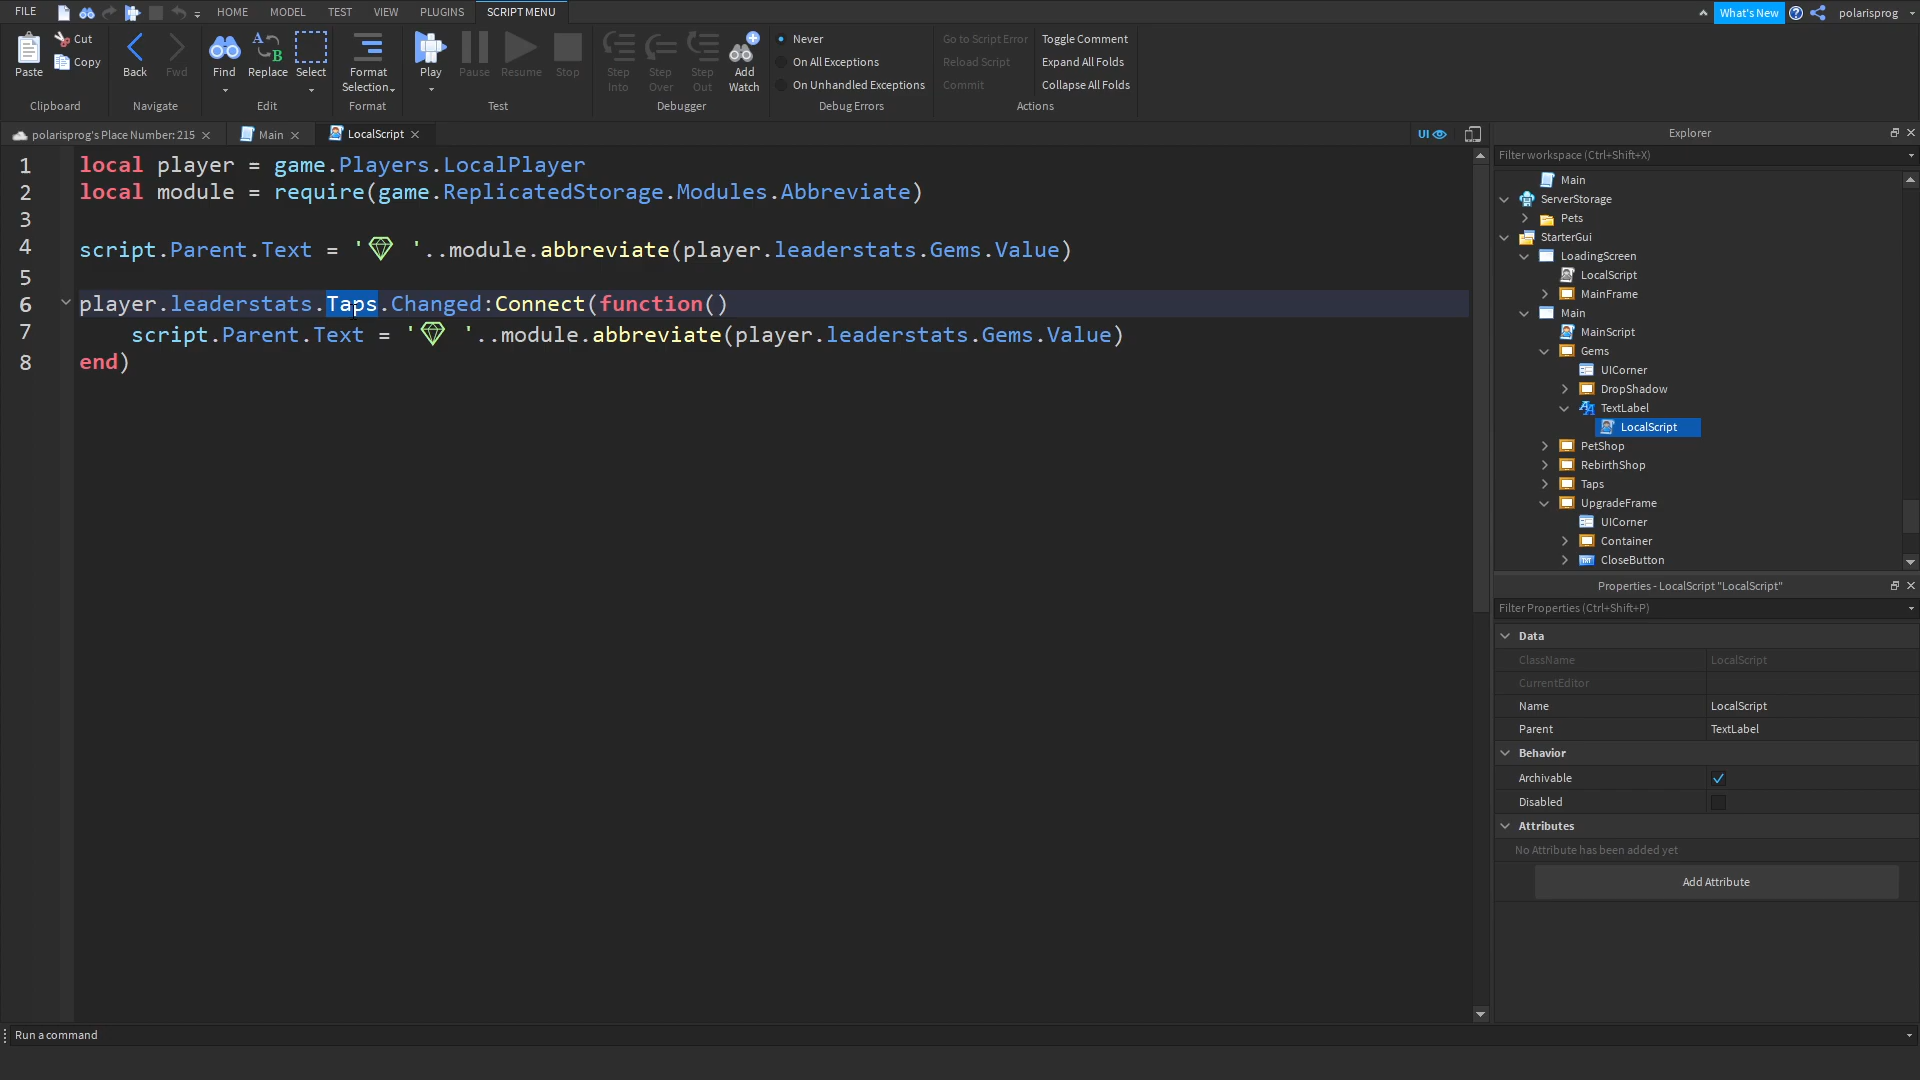 FILE HOME MODEL TEST VIEW PLUGINS SCRIPT MENU What's New polarisprog
Paste Cut Copy Back Fwd Find Replace Select Format Selection Play Pause Resume Stop Step Into Step Over Step Out Add Watch
Never
On All Exceptions
On Unhandled Exceptions
Go to Script Error
Reload Script
Commit
Toggle Comment
Expand All Folds
Collapse All Folds
Clipboard Navigate Edit Format Test Debugger Debug Errors Actions
polarisprog's Place Number: 215 Main LocalScript UI
1 local player = game.Players.LocalPlayer
2 local module = require(game.ReplicatedStorage.Modules.Abbreviate)
3
4 script.Parent.Text = '💎 '..module.abbreviate(player.leaderstats.Gems.Value)
5
6 player.leaderstats.Taps.Changed:Connect(function()
7 script.Parent.Text = '💎 '..module.abbreviate(player.leaderstats.Gems.Value)
8 end)
Explorer
Filter workspace (Ctrl+Shift+X)
Main
ServerStorage
Pets
StarterGui
LoadingScreen
LocalScript
MainFrame
Main
MainScript
Gems
UICorner
DropShadow
TextLabel
LocalScript
PetShop
RebirthShop
Taps
UpgradeFrame
UICorner
Container
CloseButton
Properties - LocalScript "LocalScript"
Filter Properties (Ctrl+Shift+P)
Data
ClassName LocalScript
CurrentEditor
Name LocalScript
Parent TextLabel
Behavior
Archivable
Disabled
Attributes
No Attribute has been added yet
Add Attribute
Run a command